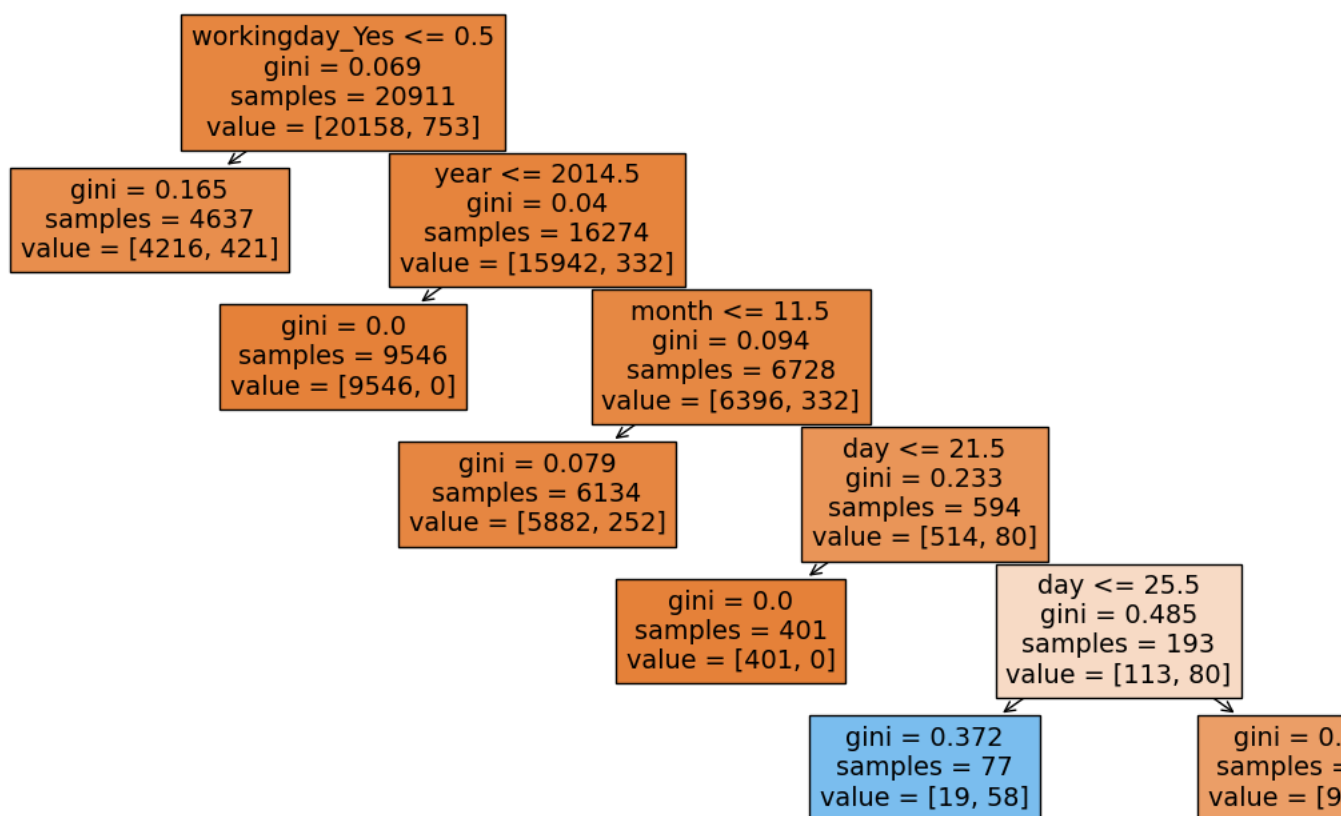 workingday_Yes <= 0.5
gini = 0.069
samples = 20911
value = [20158, 753]
gini = 0.165
samples = 4637
value = [4216, 421]
year <= 2014.5
gini = 0.04
samples = 16274
value = [15942, 332]
gini = 0.0
samples = 9546
value = [9546, 0]
month <= 11.5
gini = 0.094
samples = 6728
value = [6396, 332]
gini = 0.079
samples = 6134
value = [5882, 252]
day <= 21.5
gini = 0.233
samples = 594
value = [514, 80]
gini = 0.0
samples = 401
value = [401, 0]
day <= 25.5
gini = 0.485
samples = 193
value = [113, 80]
gini = 0.372
samples = 77
value = [19, 58]
gini = 0.
samples =
value = [9